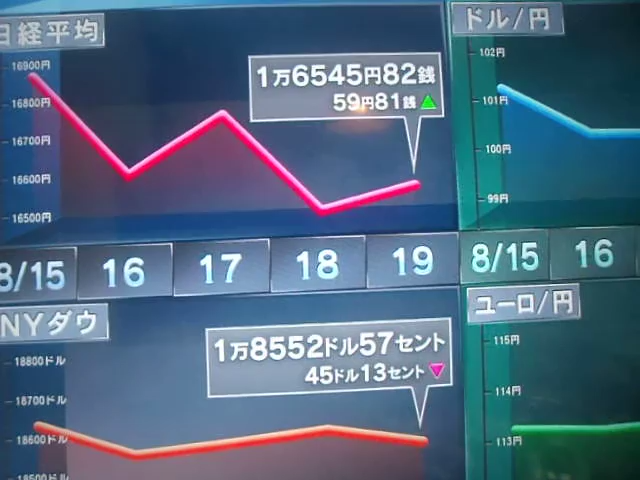 日経平均
16900円
16800円
16700円
16600円
16500円
1万6545円82銭
59円81銭▲
ドル/円
102円
101円
100円
99円
8/15 16 17 18 19
8/15 16
NYダウ
18800ドル
18700ドル
18600ドル
18500ドル
1万8552ドル57セント
45ドル13セント▼
ユーロ/円
115円
114円
113円